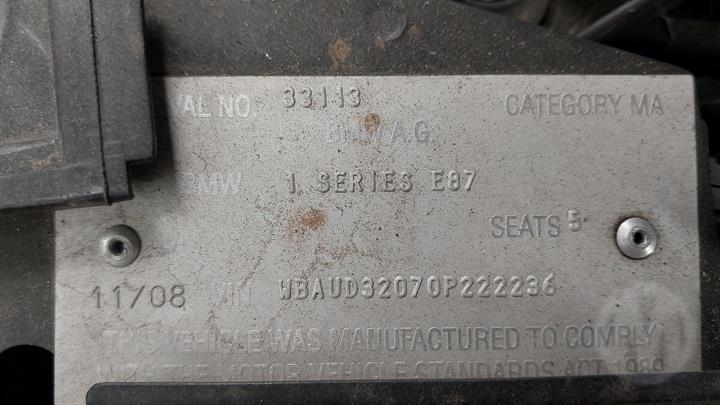 VAL NO. 33113 CATEGORY MA
BMW A.G.
BMW 1 SERIES E87
SEATS 5
11/08 VIN WBAUD32070P222236
THIS VEHICLE WAS MANUFACTURED TO COMPLY
WITH THE MOTOR VEHICLE STANDARDS ACT 1989